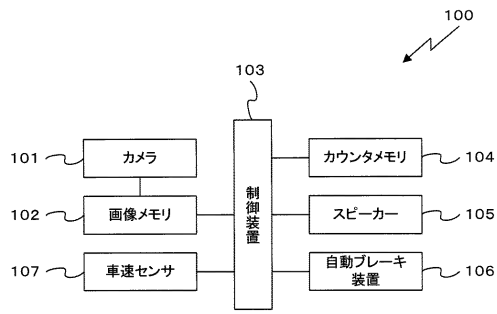 100
103
101
カメラ
カウンタメモリ
104
102
画像メモリ
制御装置
スピーカー
105
107
車速センサ
自動ブレーキ
装置
106